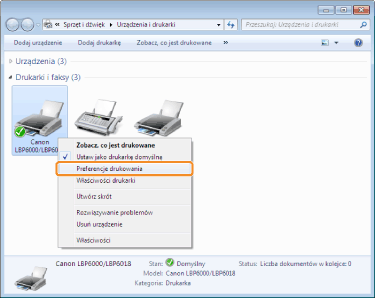 Sprzęt i dźwięk ▸ Urządzenia i drukarki
Przeszukaj: Urządzenia i drukarki
Dodaj urządzenie Dodaj drukarkę Zobacz, co jest drukowane »
Urządzenia (3)
Drukarki i faksy (3)
Canon
LBP6000/LBP6018
Zobacz, co jest drukowane
Ustaw jako drukarkę domyślną
Preferencje drukowania
Właściwości drukarki
Utwórz skrót
Rozwiązywanie problemów
Usuń urządzenie
Właściwości
Canon LBP6000/LBP6018 Stan: Domyślny Status: Liczba dokumentów w kolejce: 0
Model: Canon LBP6000/LBP6018
Kategoria: Drukarka